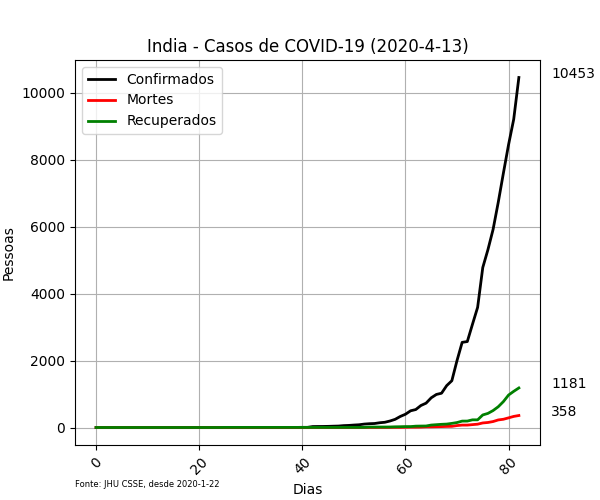 India - Casos de COVID-19 (2020-4-13)
Confirmados
Mortes
Recuperados
10453
1181
358
10000
8000
6000
4000
2000
0
Pessoas
0 20 40 60 80
Dias
Fonte: JHU CSSE, desde 2020-1-22